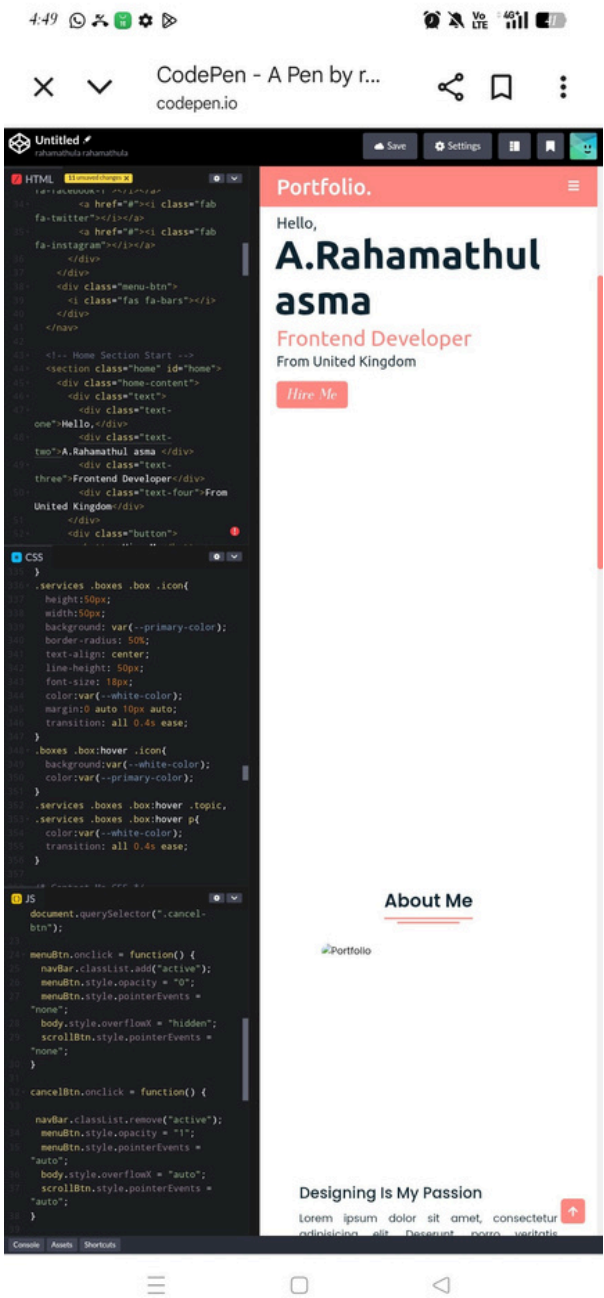 4:49
Vo LTE 4G+ 41
CodePen - A Pen by r...
codepen.io
Untitled
rahamathula rahamathula
Save
Settings
HTML
11 unsaved changes X
fa-facebook-f"></i></a>
<a href="#"><i class="fab
fa-twitter"></i></a>
<a href="#"><i class="fab
fa-instagram"></i></a>
</div>
</div>
<div class="menu-btn">
<i class="fas fa-bars"></i>
</div>
</nav>
<!-- Home Section Start -->
<section class="home" id="home">
<div class="home-content">
<div class="text">
<div class="text-
one">Hello,</div>
<div class="text-
two">A.Rahamathul asma </div>
<div class="text-
three">Frontend Developer</div>
<div class="text-four">From
United Kingdom</div>
</div>
<div class="button">
CSS
}
.services .boxes .box .icon{
height:50px;
width:50px;
background: var(--primary-color);
border-radius: 50%;
text-align: center;
line-height: 50px;
font-size: 18px;
color:var(--white-color);
margin:0 auto 10px auto;
transition: all 0.4s ease;
}
.boxes .box:hover .icon{
background:var(--white-color);
color:var(--primary-color);
}
.services .boxes .box:hover .topic,
.services .boxes .box:hover p{
color:var(--white-color);
transition: all 0.4s ease;
}
JS
document.querySelector(".cancel-
btn");
menuBtn.onclick = function() {
navBar.classList.add("active");
menuBtn.style.opacity = "0";
menuBtn.style.pointerEvents =
"none";
body.style.overflowX = "hidden";
scrollBtn.style.pointerEvents =
"none";
}
cancelBtn.onclick = function() {
navBar.classList.remove("active");
menuBtn.style.opacity = "1";
menuBtn.style.pointerEvents =
"auto";
body.style.overflowX = "auto";
scrollBtn.style.pointerEvents =
"auto";
}
Console Assets Shortcuts
Portfolio.
Hello,
A.Rahamathul
asma
Frontend Developer
From United Kingdom
Hire Me
About Me
Portfolio
Designing Is My Passion
Lorem ipsum dolor sit amet, consectetur
adipisicing elit. Deserunt porro veritatis